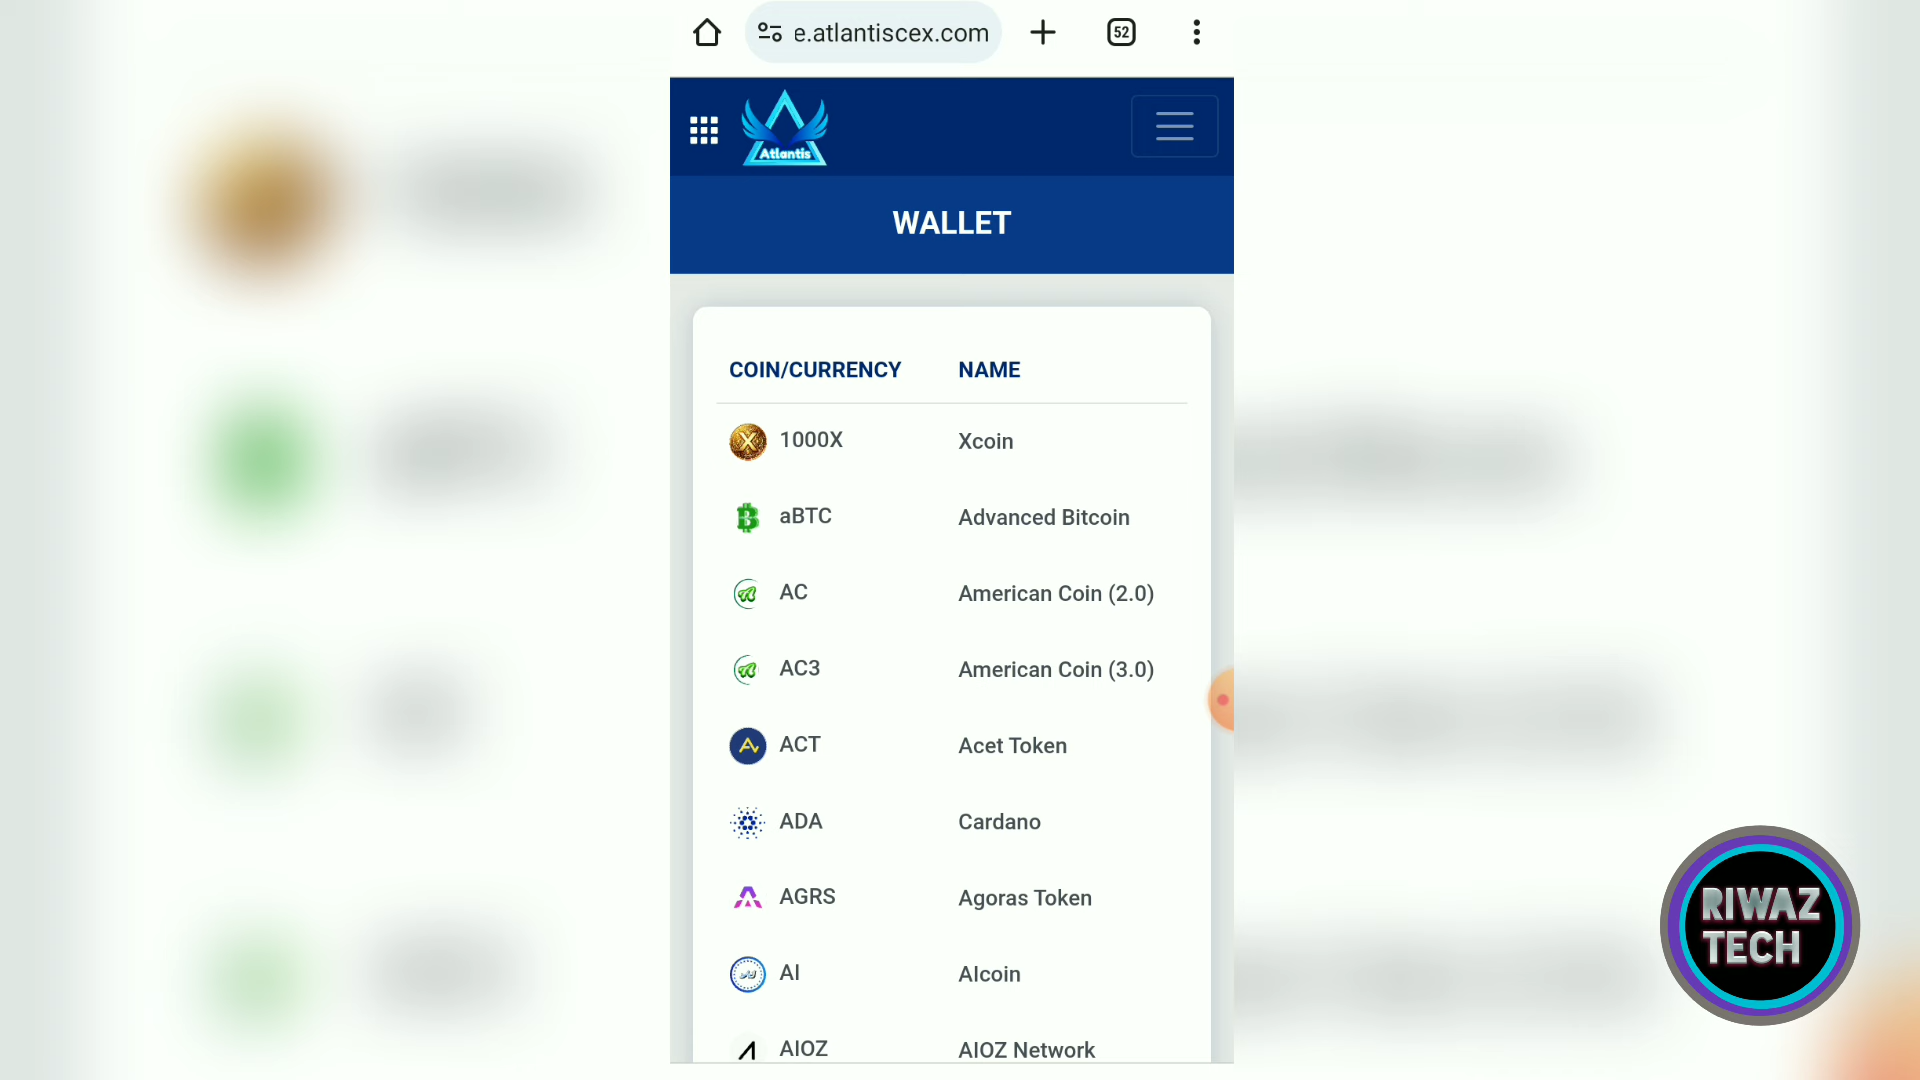 e.atlantiscex.com
52
Atlantis
WALLET
COIN/CURRENCY NAME
1000X Xcoin
aBTC Advanced Bitcoin
AC American Coin (2.0)
AC3 American Coin (3.0)
ACT Acet Token
ADA Cardano
AGRS Agoras Token
AI AIcoin
AIOZ AIOZ Network
RIWAZ
TECH